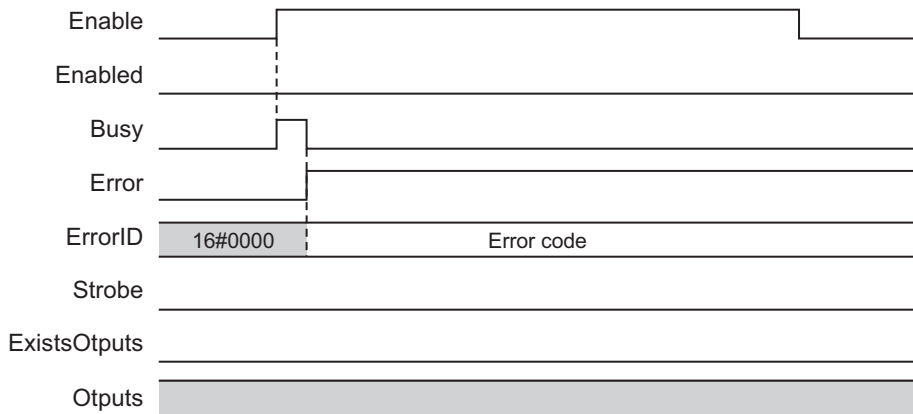 Enable
Enabled
Busy
Error
ErrorID 16#0000 Error code
Strobe
ExistsOtputs
Otputs